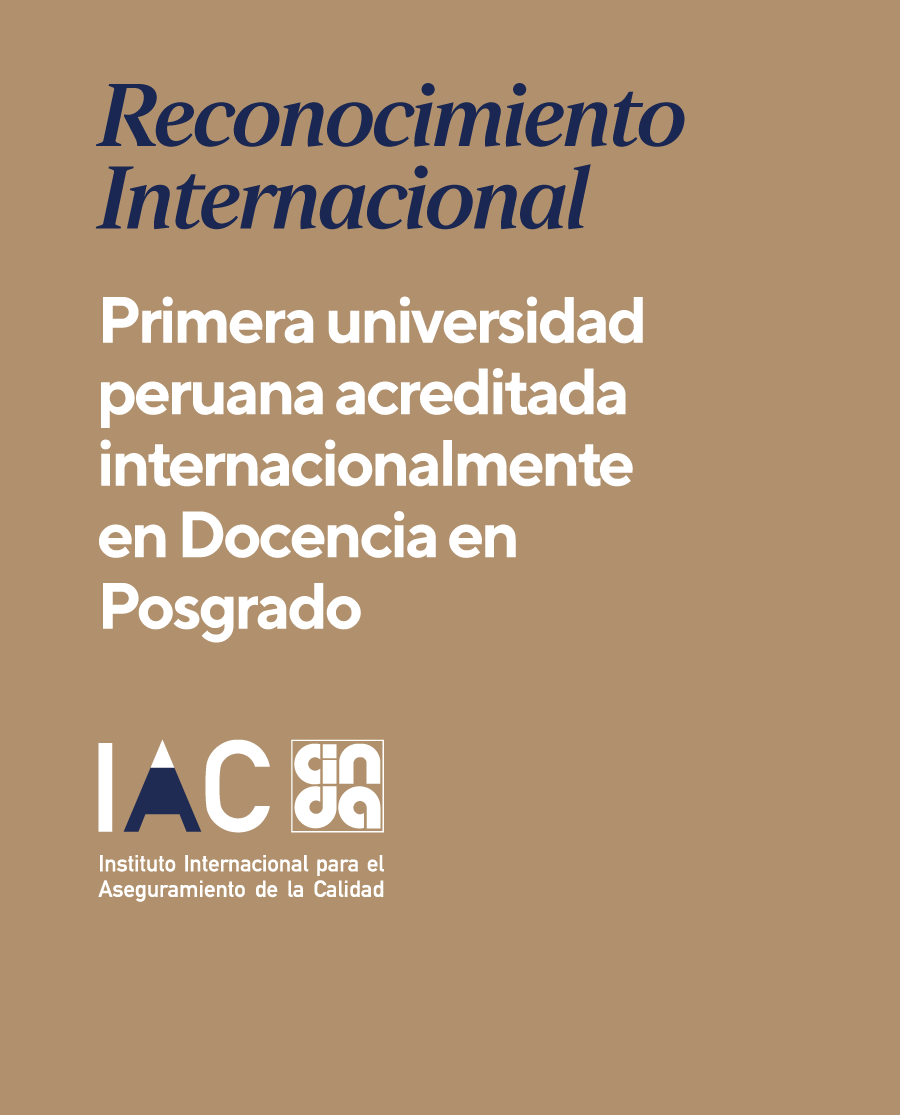 Reconocimiento
Internacional
Primera universidad
peruana acreditada
internacionalmente
en Docencia en
Posgrado
IAC cinda
Instituto Internacional para el
Aseguramiento de la Calidad